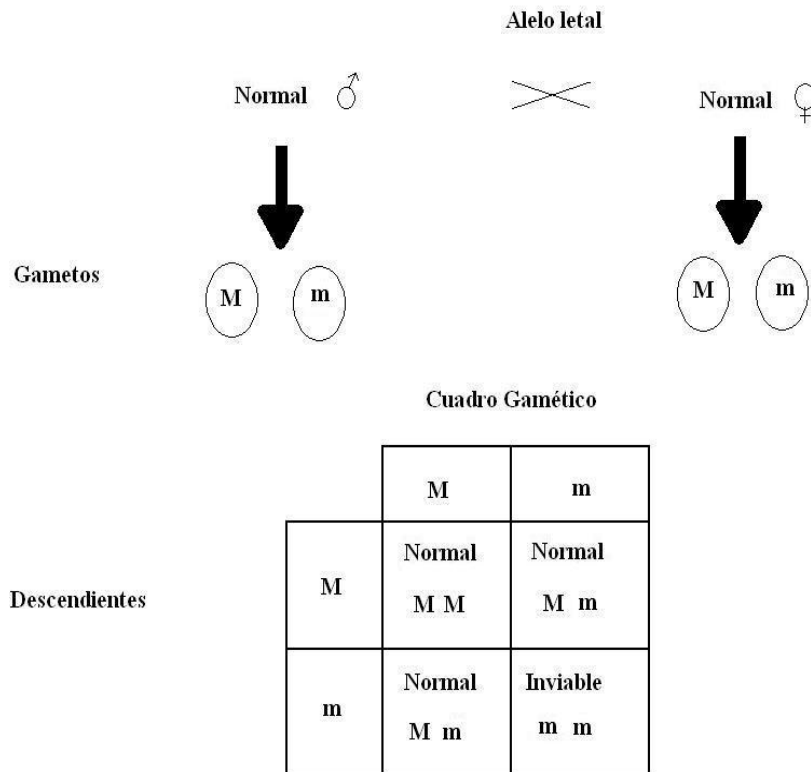 Alelo letal
Normal ♂ Normal ♀
Gametos
M m M m
Cuadro Gamético
M m
Normal Normal
M
M M M m
Descendientes
Normal Inviable
m
M m m m